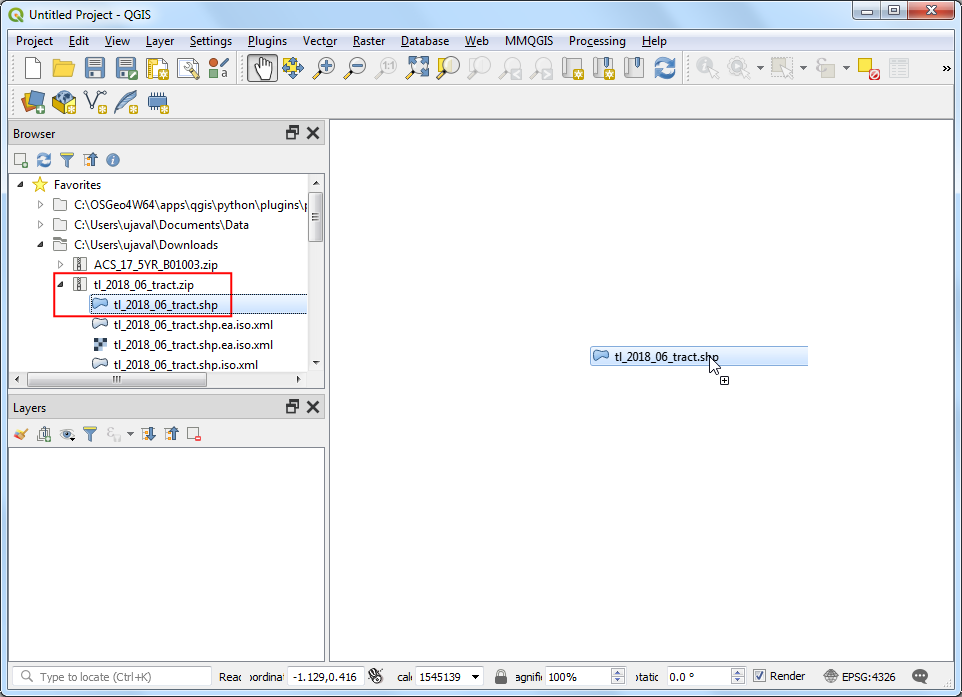 Untitled Project - QGIS
Project Edit View Layer Settings Plugins Vector Raster Database Web MMQGIS Processing Help
Browser
Favorites
C:\OSGeo4W64\apps\qgis\python\plugins\
C:\Users\ujaval\Documents\Data
C:\Users\ujaval\Downloads
ACS_17_5YR_B01003.zip
tl_2018_06_tract.zip
tl_2018_06_tract.shp
tl_2018_06_tract.shp.ea.iso.xml
tl_2018_06_tract.shp.ea.iso.xml
tl_2018_06_tract.shp.iso.xml
tl_2018_06_tract.shp
Layers
Type to locate (Ctrl+K) Reac oordinat -1.129,0.416 cale 1545139 agnifi 100% otatic 0.0 ° Render EPSG:4326